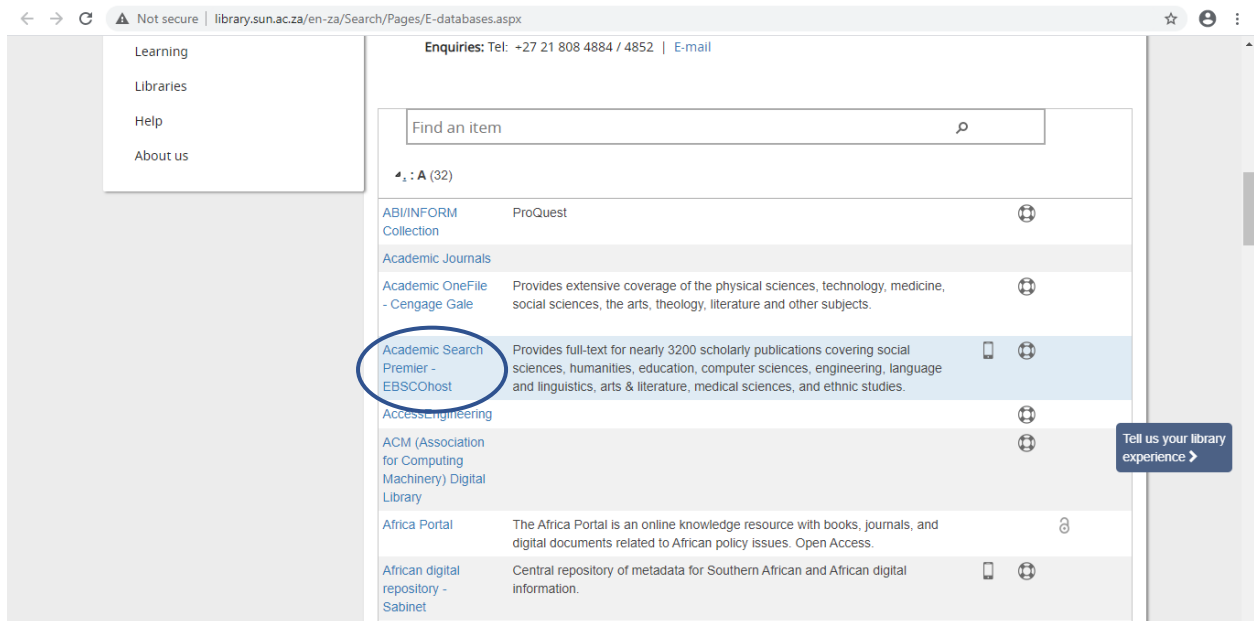 Not secure | library.sun.ac.za/en-za/Search/Pages/E-databases.aspx
Learning
Libraries
Help
About us
Enquiries: Tel: +27 21 808 4884 / 4852 | E-mail
Find an item
: A (32)
ABI/INFORM
Collection
ProQuest
Academic Journals
Academic OneFile
- Cengage Gale
Provides extensive coverage of the physical sciences, technology, medicine,
social sciences, the arts, theology, literature and other subjects.
Academic Search
Premier -
EBSCOhost
Provides full-text for nearly 3200 scholarly publications covering social
sciences, humanities, education, computer sciences, engineering, language
and linguistics, arts & literature, medical sciences, and ethnic studies.
AccessEngineering
ACM (Association
for Computing
Machinery) Digital
Library
Tell us your library
experience
Africa Portal
The Africa Portal is an online knowledge resource with books, journals, and
digital documents related to African policy issues. Open Access.
African digital
repository -
Sabinet
Central repository of metadata for Southern African and African digital
information.